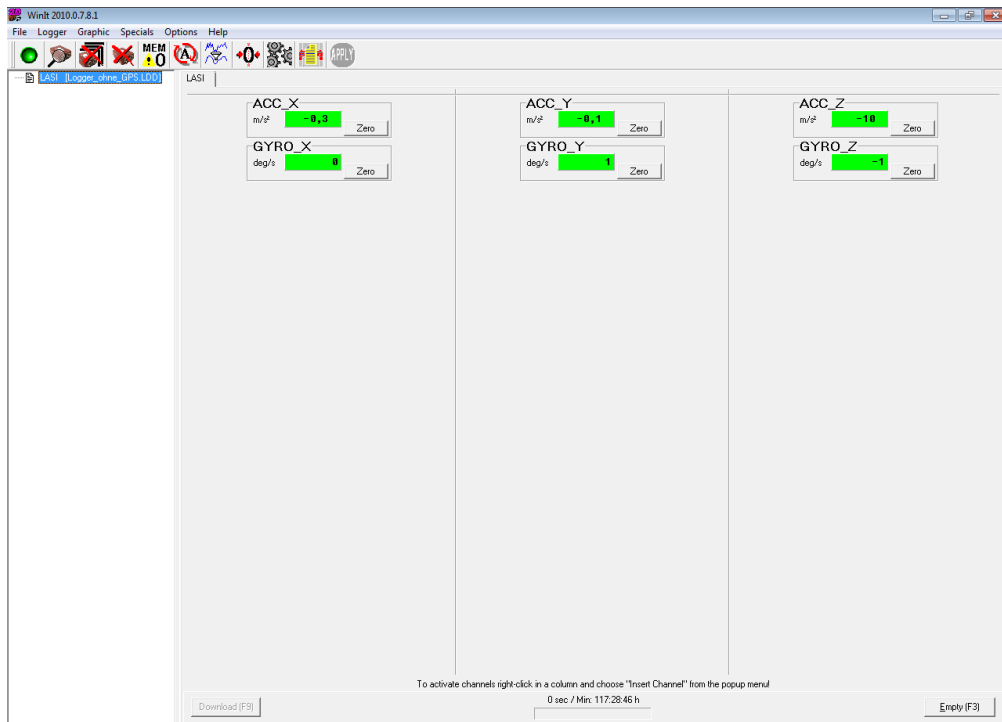 WinIt 2010.0.7.8.1
File Logger Graphic Specials Options Help
MEM 0 A 0 APPLY
LASI [Logger_ohne_GPS.LDD]
LASI
ACC_X
m/s² -0,3 Zero
GYRO_X
deg/s 0 Zero
ACC_Y
m/s² -0,1 Zero
GYRO_Y
deg/s 1 Zero
ACC_Z
m/s² -10 Zero
GYRO_Z
deg/s -1 Zero
To activate channels right-click in a column and choose "Insert Channel" from the popup menu!
Download (F9)
0 sec / Min: 117:28:46 h
Empty (F3)